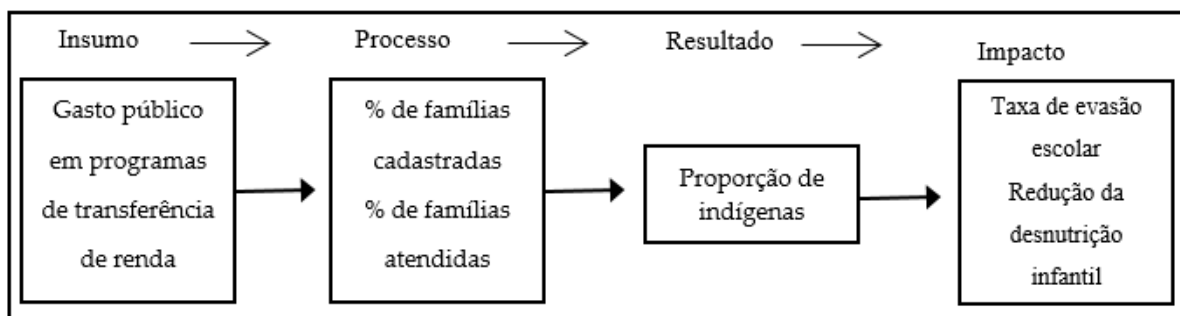 Insumo
Processo
Resultado
Impacto
Gasto público
em programas
de transferência
de renda
% de famílias
cadastradas
% de famílias
atendidas
Proporção de
indígenas
Taxa de evasão
escolar
Redução da
desnutrição
infantil